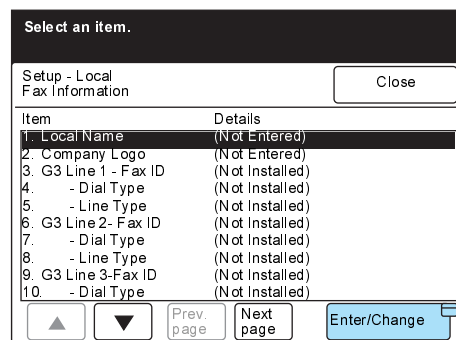 Select an item.
Setup - Local
Fax Information
Close
Item Details
1. Local Name (Not Entered)
2. Company Logo (Not Entered)
3. G3 Line 1 - Fax ID (Not Installed)
4. - Dial Type (Not Installed)
5. - Line Type (Not Installed)
6. G3 Line 2- Fax ID (Not Installed)
7. - Dial Type (Not Installed)
8. - Line Type (Not Installed)
9. G3 Line 3-Fax ID (Not Installed)
10. - Dial Type (Not Installed)
Prev. page
Next page
Enter/Change